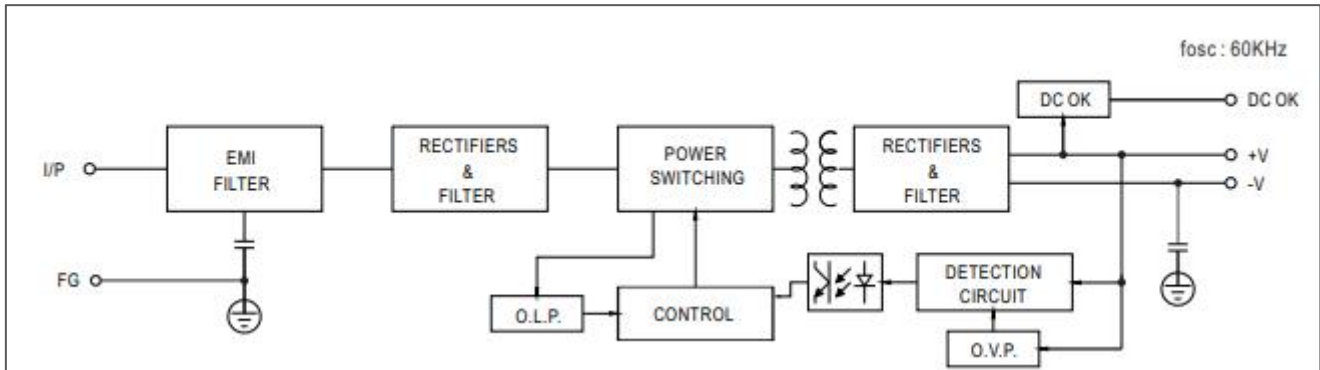 fosc : 60KHz
DC OK
DC OK
I/P
EMI
FILTER
RECTIFIERS
&
FILTER
POWER
SWITCHING
RECTIFIERS
&
FILTER
+V
-V
FG
O.L.P.
CONTROL
DETECTION
CIRCUIT
O.V.P.